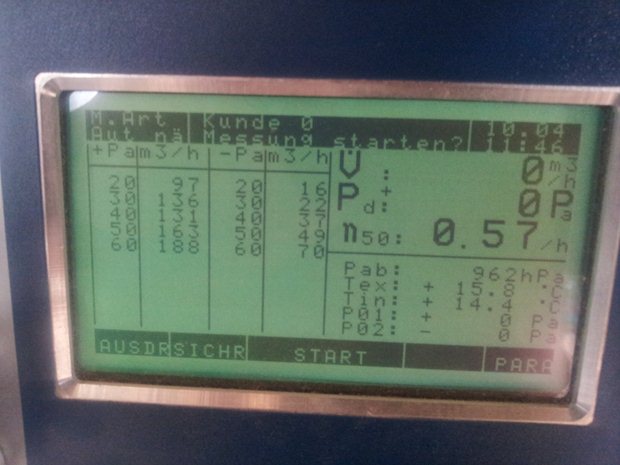 M.Art Kunde 0 10.04
Aut.nä Messung starten? 11:46
+Pa m3/h -Pa m3/h
20 97 20 16
30 136 30 22
40 131 40 37
50 163 50 49
60 188 60 70
V̇ : 0 m3/h
Pd: + 0 Pa
n50: 0.57 /h
Pab: 962hPa
Tex: + 15.8 °C
Tin: + 14.4 °C
P01: + 0 Pa
P02: - 0 Pa
AUSDR SICHR START PARA